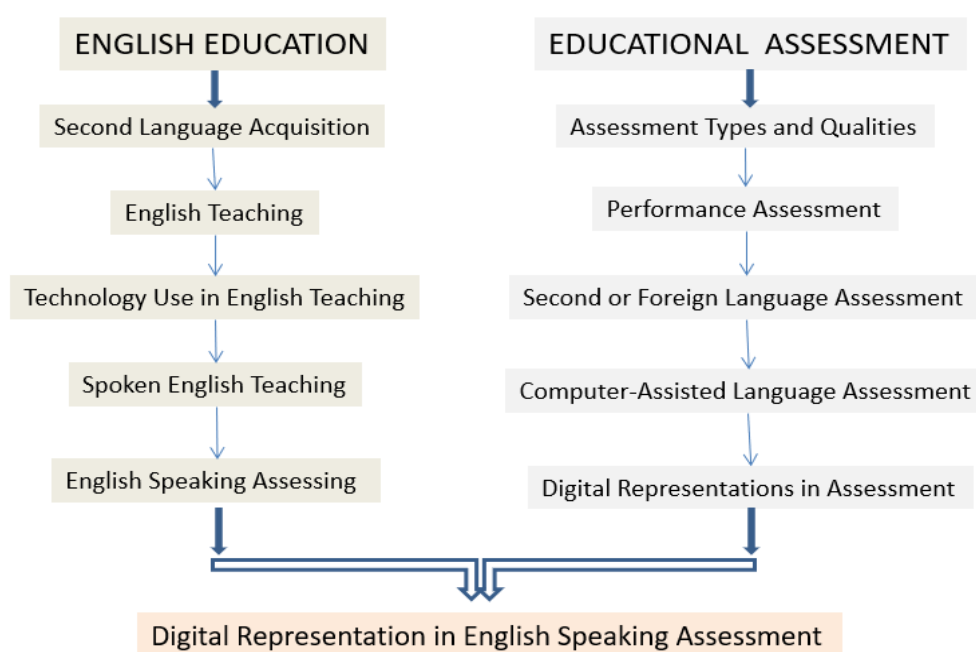 ENGLISH EDUCATION
Second Language Acquisition
English Teaching
Technology Use in English Teaching
Spoken English Teaching
English Speaking Assessing
EDUCATIONAL ASSESSMENT
Assessment Types and Qualities
Performance Assessment
Second or Foreign Language Assessment
Computer-Assisted Language Assessment
Digital Representations in Assessment
Digital Representation in English Speaking Assessment